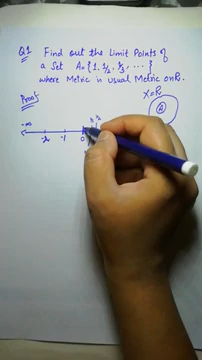 Q1 Find out the Limit Points of
a Set A={1, 1/2, 1/3, ...}
where Metric is usual Metric on R.
Proof
X=R
A
-∞
-2 -1 0